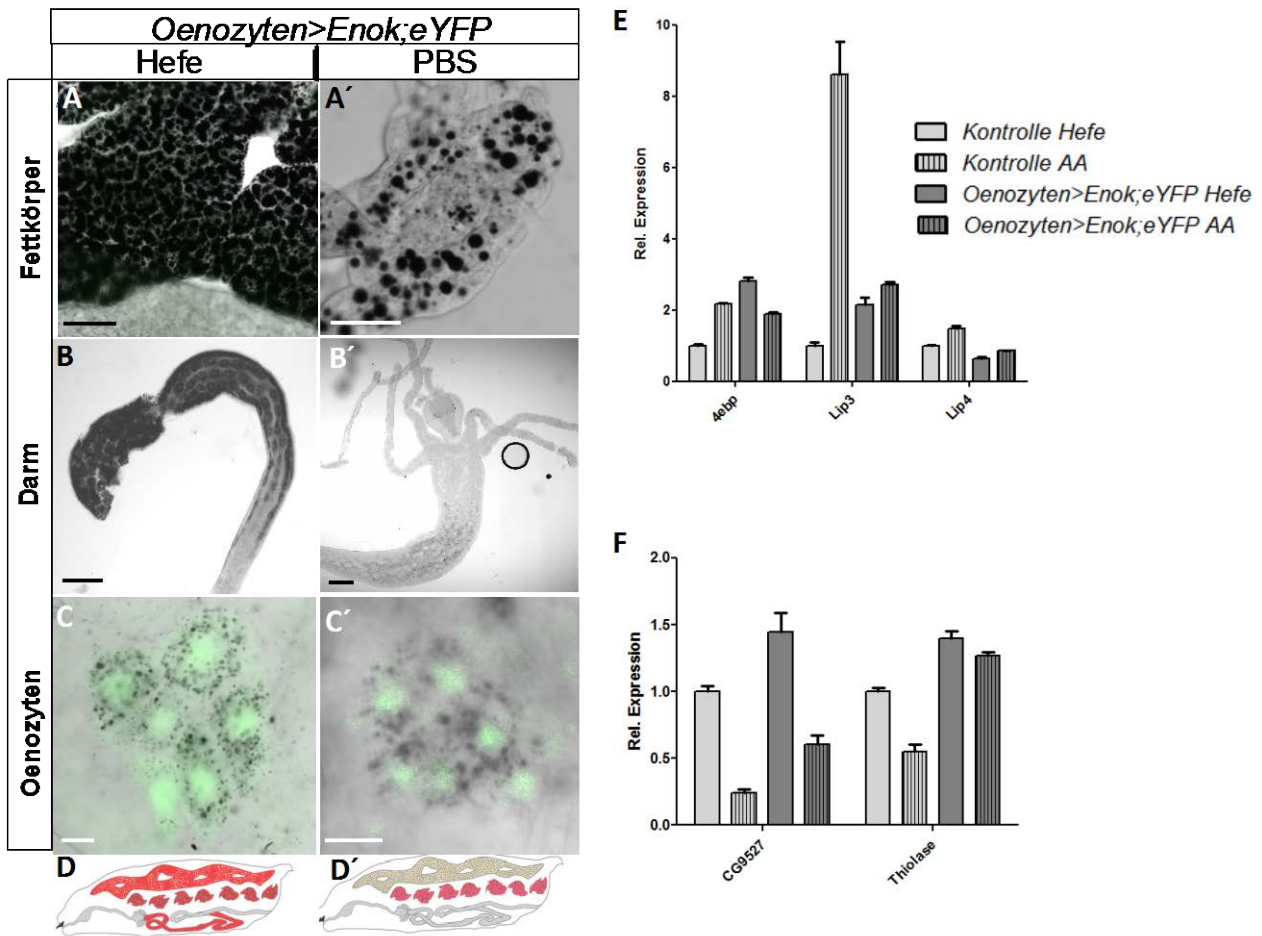 Oenozyten>Enok;eYFP
Hefe
PBS
Fettkörper
A
A´
Darm
B
B´
Oenozyten
C
C´
D
D´
E
Rel. Expression
10
8
6
4
2
0
4ebp
Lip3
Lip4
Kontrolle Hefe
Kontrolle AA
Oenozyten>Enok;eYFP Hefe
Oenozyten>Enok;eYFP AA
F
Rel. Expression
2.0
1.5
1.0
0.5
0.0
CG9527
Thiolase